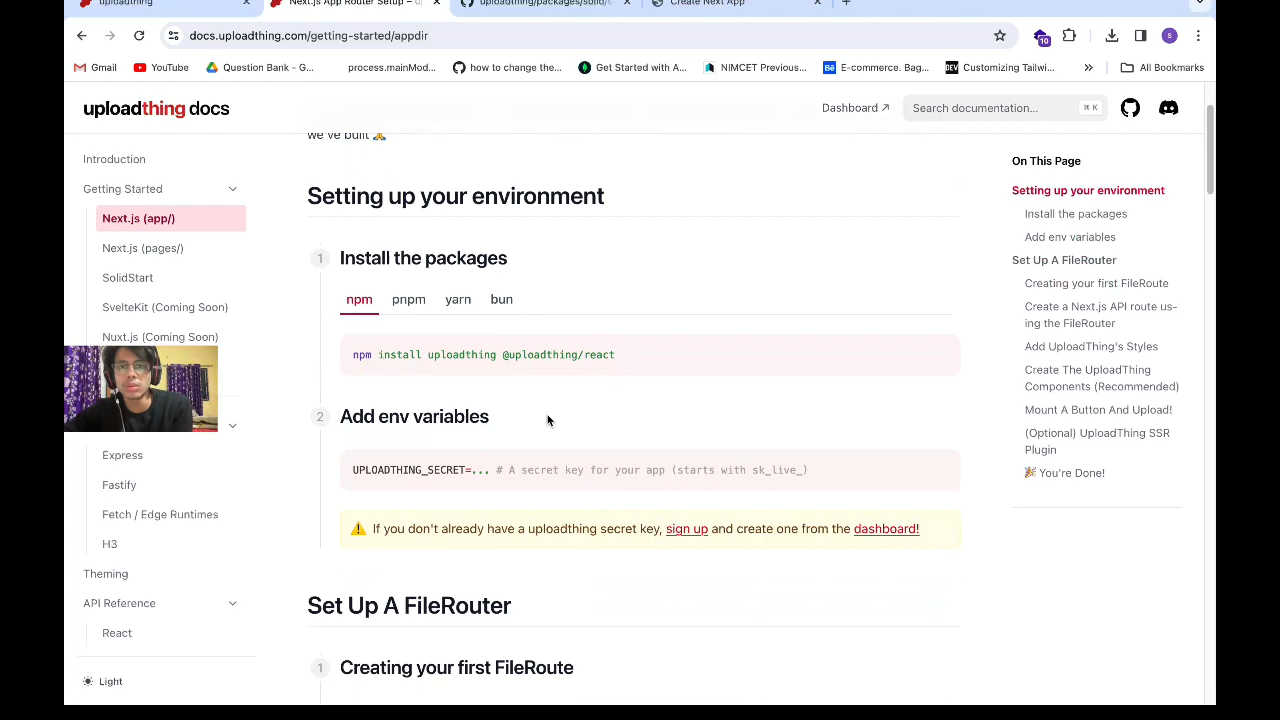 uploadthing
Next.js App Router Setup – u
uploadthing/packages/solid/s
Create Next App
docs.uploadthing.com/getting-started/appdir
10
S
Gmail
YouTube
Question Bank - G...
process.mainMod...
how to change the...
Get Started with A...
NIMCET Previous...
E-commerce. Bag...
Customizing Tailwi...
All Bookmarks
uploadthing docs
Dashboard ↗
Search documentation...
⌘ K
we've built 🙏
Introduction
Getting Started
Next.js (app/)
Next.js (pages/)
SolidStart
SvelteKit (Coming Soon)
Nuxt.js (Coming Soon)
Express
Fastify
Fetch / Edge Runtimes
H3
Theming
API Reference
React
Light
Setting up your environment
1 Install the packages
npm pnpm yarn bun
npm install uploadthing @uploadthing/react
2 Add env variables
UPLOADTHING_SECRET=... # A secret key for your app (starts with sk_live_)
⚠️ If you don't already have a uploadthing secret key, sign up and create one from the dashboard!
Set Up A FileRouter
1 Creating your first FileRoute
On This Page
Setting up your environment
Install the packages
Add env variables
Set Up A FileRouter
Creating your first FileRoute
Create a Next.js API route us-
ing the FileRouter
Add UploadThing's Styles
Create The UploadThing
Components (Recommended)
Mount A Button And Upload!
(Optional) UploadThing SSR
Plugin
🎉 You're Done!